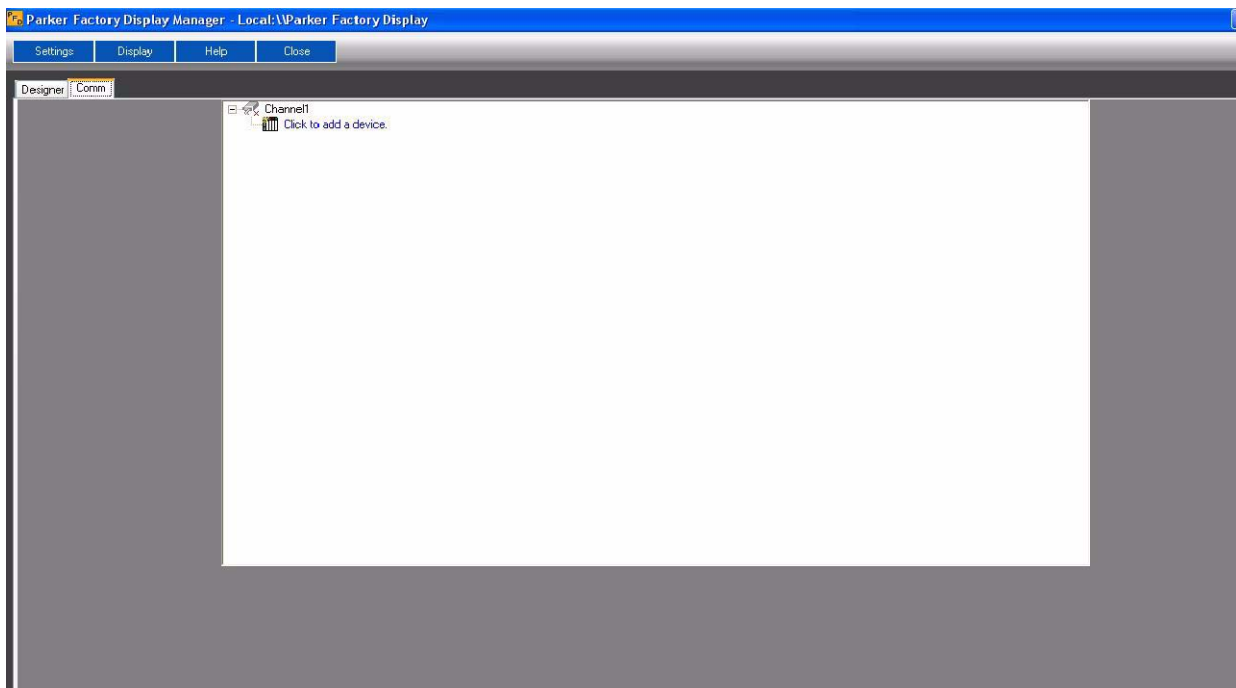 PFD Parker Factory Display Manager - Local:\\Parker Factory Display
Settings Display Help Close
Designer Comm
Channel1
Click to add a device.